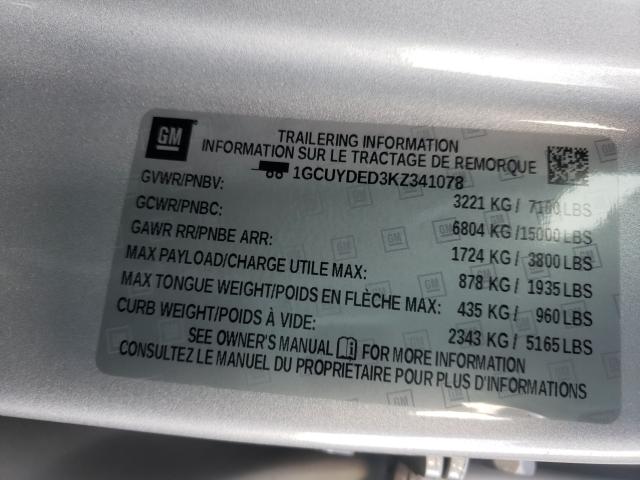 GM
TRAILERING INFORMATION
INFORMATION SUR LE TRACTAGE DE REMORQUE
1GCUYDED3KZ341078
GVWR/PNBV: 3221 KG / 7100 LBS
GCWR/PNBC: 6804 KG /15000 LBS
GAWR RR/PNBE ARR: 1724 KG / 3800 LBS
MAX PAYLOAD/CHARGE UTILE MAX: 878 KG / 1935 LBS
MAX TONGUE WEIGHT/POIDS EN FLÈCHE MAX: 435 KG / 960 LBS
CURB WEIGHT/POIDS À VIDE: 2343 KG / 5165 LBS
SEE OWNER'S MANUAL FOR MORE INFORMATION
CONSULTEZ LE MANUEL DU PROPRIÉTAIRE POUR PLUS D'INFORMATIONS